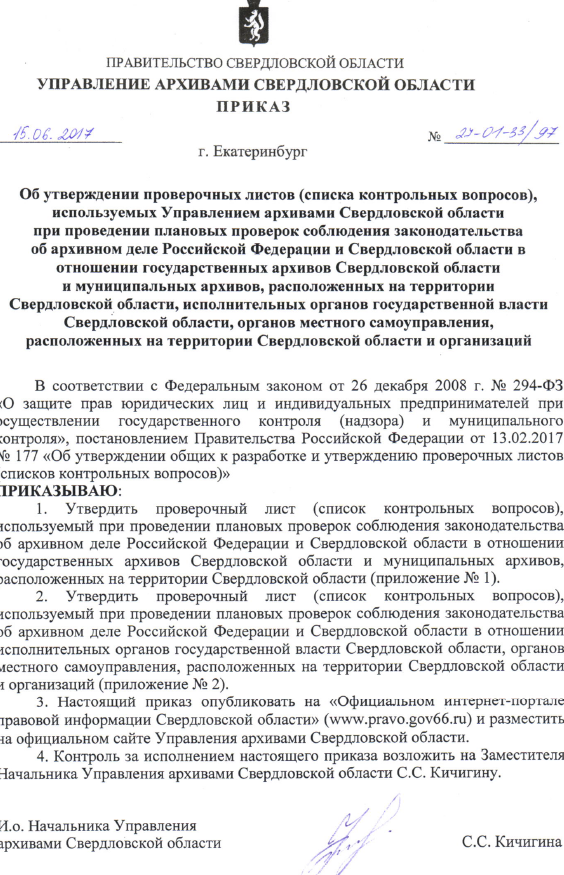 ПРАВИТЕЛЬСТВО СВЕРДЛОВСКОЙ ОБЛАСТИ
УПРАВЛЕНИЕ АРХИВАМИ СВЕРДЛОВСКОЙ ОБЛАСТИ
ПРИКАЗ
15.06.2017 № 27-01-33/97
г. Екатеринбург
Об утверждении проверочных листов (списка контрольных вопросов),
используемых Управлением архивами Свердловской области
при проведении плановых проверок соблюдения законодательства
об архивном деле Российской Федерации и Свердловской области в
отношении государственных архивов Свердловской области
и муниципальных архивов, расположенных на территории
Свердловской области, исполнительных органов государственной власти
Свердловской области, органов местного самоуправления,
расположенных на территории Свердловской области и организаций
В соответствии с Федеральным законом от 26 декабря 2008 г. № 294-ФЗ
«О защите прав юридических лиц и индивидуальных предпринимателей при
осуществлении государственного контроля (надзора) и муниципального
контроля», постановлением Правительства Российской Федерации от 13.02.2017
№ 177 «Об утверждении общих к разработке и утверждению проверочных листов
(списков контрольных вопросов)»
ПРИКАЗЫВАЮ:
1. Утвердить проверочный лист (список контрольных вопросов),
используемый при проведении плановых проверок соблюдения законодательства
об архивном деле Российской Федерации и Свердловской области в отношении
государственных архивов Свердловской области и муниципальных архивов,
расположенных на территории Свердловской области (приложение № 1).
2. Утвердить проверочный лист (список контрольных вопросов),
используемый при проведении плановых проверок соблюдения законодательства
об архивном деле Российской Федерации и Свердловской области в отношении
исполнительных органов государственной власти Свердловской области, органов
местного самоуправления, расположенных на территории Свердловской области
и организаций (приложение № 2).
3. Настоящий приказ опубликовать на «Официальном интернет-портале
правовой информации Свердловской области» (www.pravo.gov66.ru) и разместить
на официальном сайте Управления архивами Свердловской области.
4. Контроль за исполнением настоящего приказа возложить на Заместителя
Начальника Управления архивами Свердловской области С.С. Кичигину.
И.о. Начальника Управления
архивами Свердловской области С.С. Кичигина